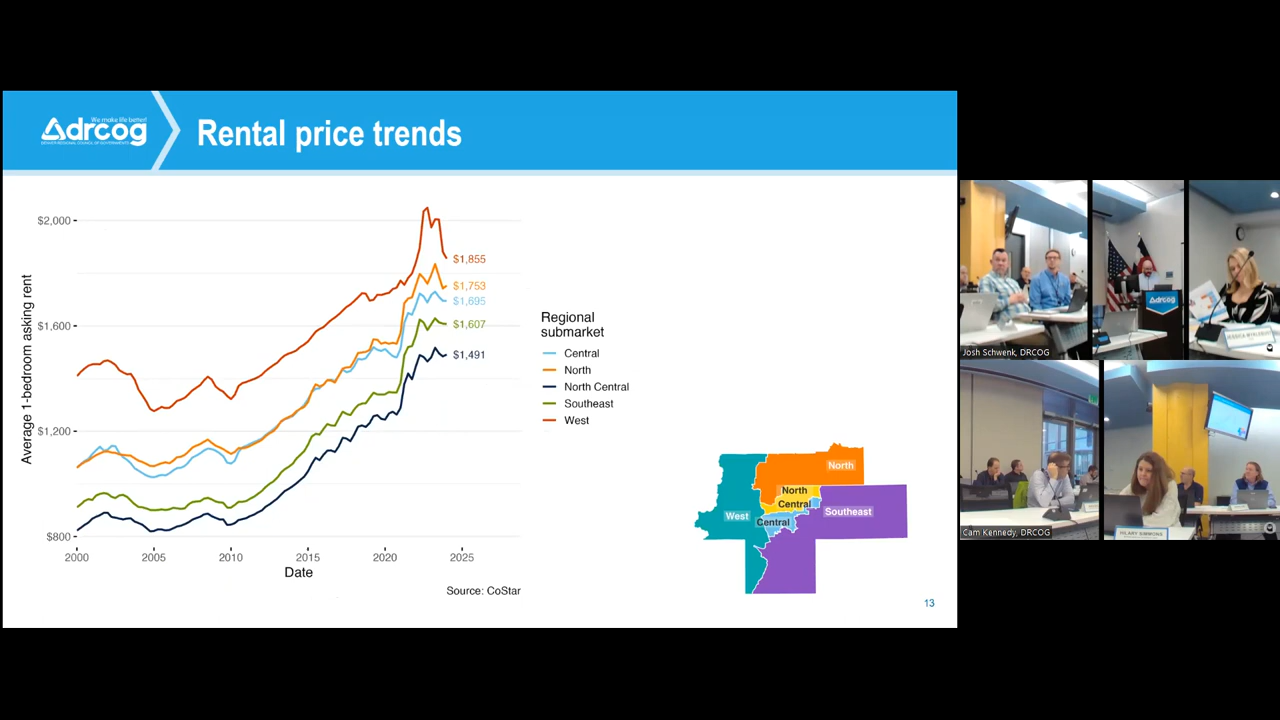 We make life better!
drcog
DENVER REGIONAL COUNCIL OF GOVERNMENTS
Rental price trends
Average 1-bedroom asking rent
$2,000
$1,600
$1,200
$800
$1,855
$1,753
$1,695
$1,607
$1,491
2000
2005
2010
2015
2020
2025
Date
Source: CoStar
Regional
submarket
Central
North
North Central
Southeast
West
North
North
Central
West
Central
Southeast
13
Josh Schwenk, DRCOG
drcog
Cam Kennedy, DRCOG
HILARY SIMMONS